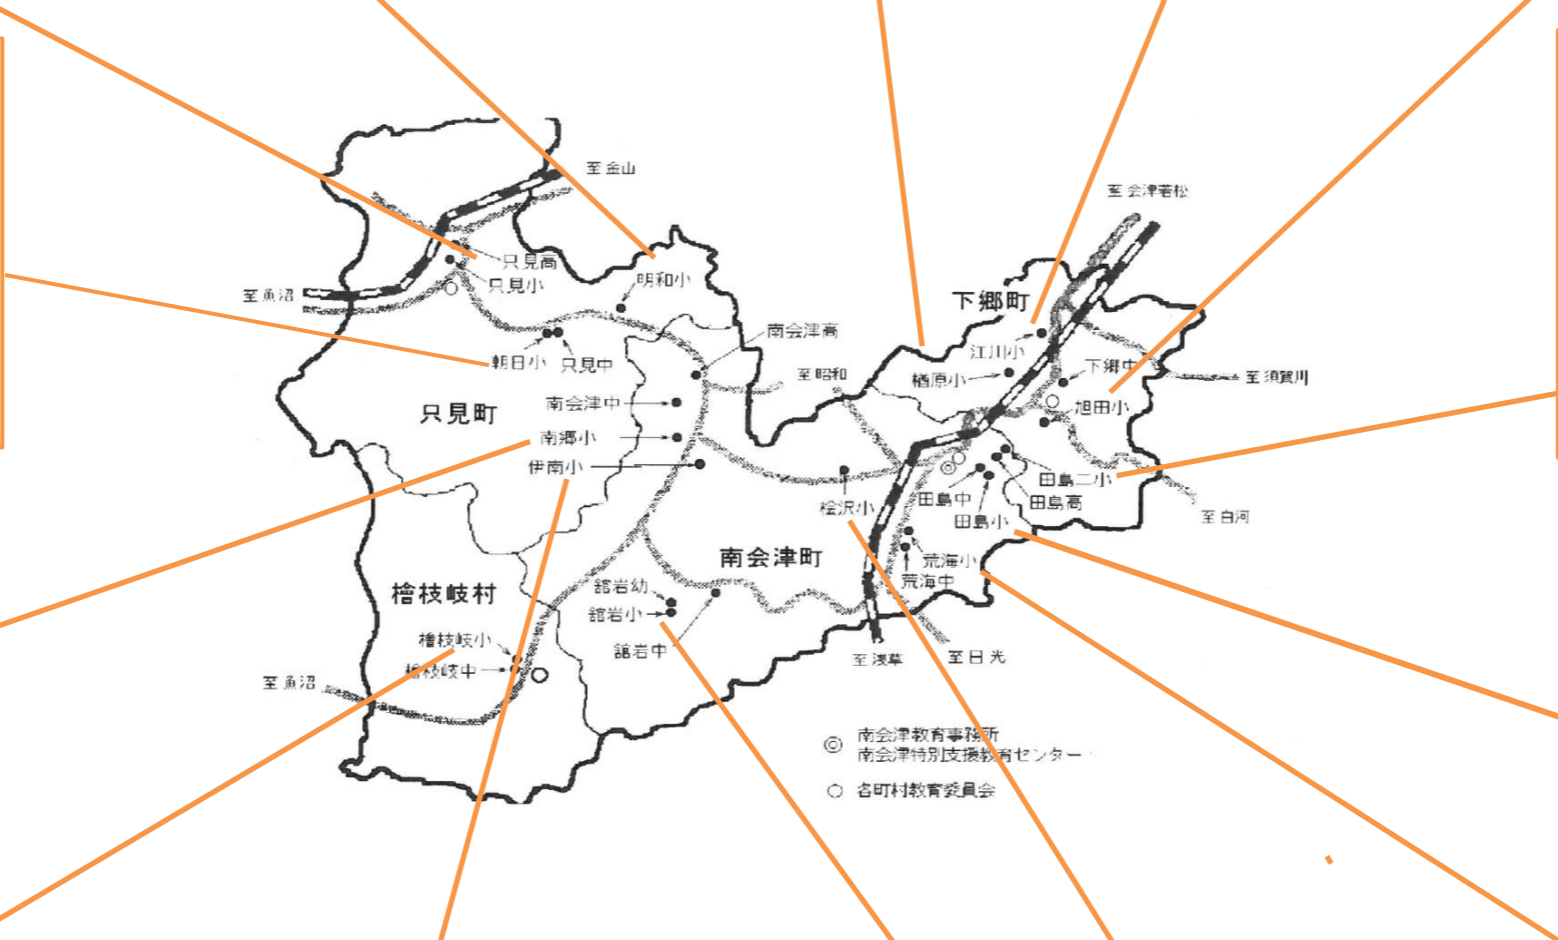 至金山
至会津若松
只見高
只見小
明和小
至魚沼
下郷町
南会津高
江川小
朝日小
只見中
至昭和
楢原小
下郷中
至須賀川
南会津中
只見町
旭田小
南郷小
伊南小
田島二小
田島中
田島高
桧沢小
田島小
至白河
南会津町
荒海小
荒海中
舘岩幼
檜枝岐村
舘岩小
檜枝岐小
舘岩中
至浅草
至日光
檜枝岐中
至魚沼
南会津教育事務所
南会津特別支援教育センター
各町村教育委員会